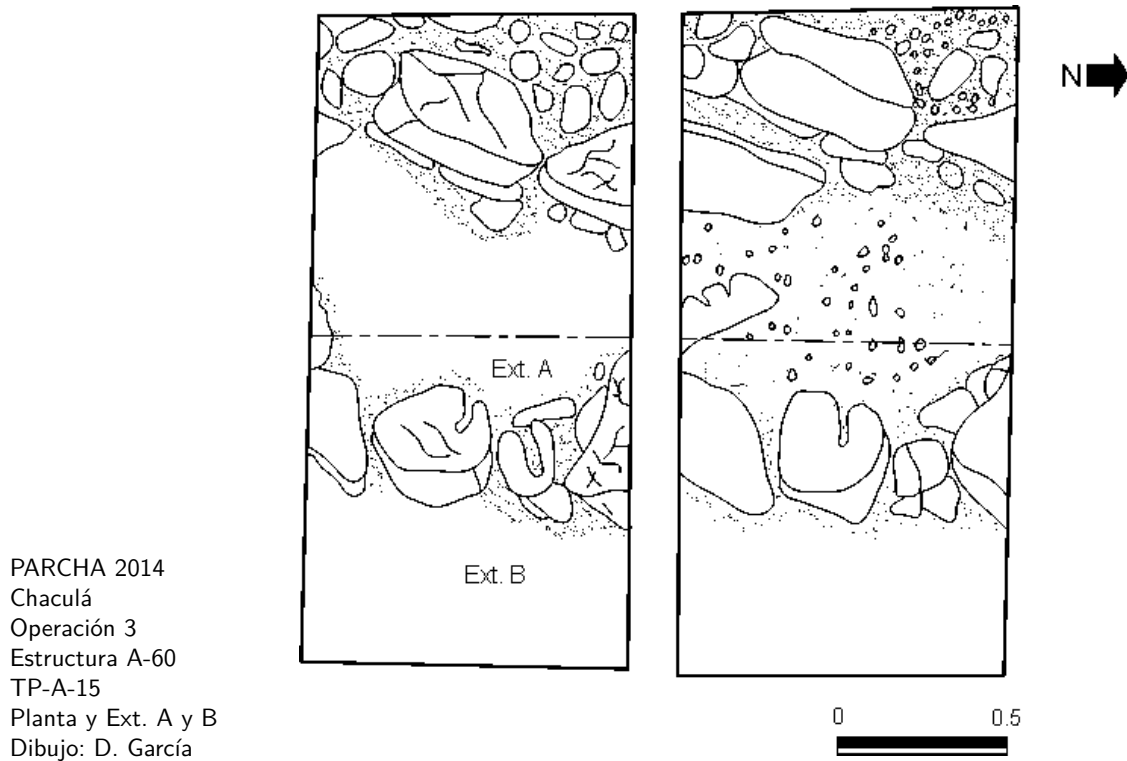 N
Ext. A
Ext. B
PARCHA 2014
Chaculá
Operación 3
Estructura A-60
TP-A-15
Planta y Ext. A y B
Dibujo: D. García
0 0.5